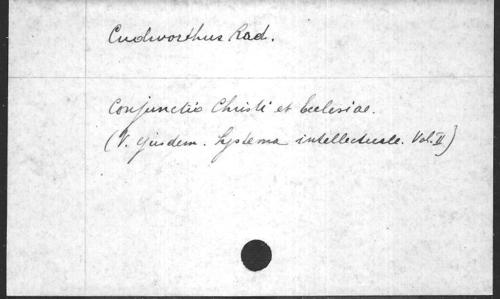 Cudworthus Rad.
Conjunctio Christi et Ecclesiae.
(V. ejusdem. Systema intellectuale. Vol. II)